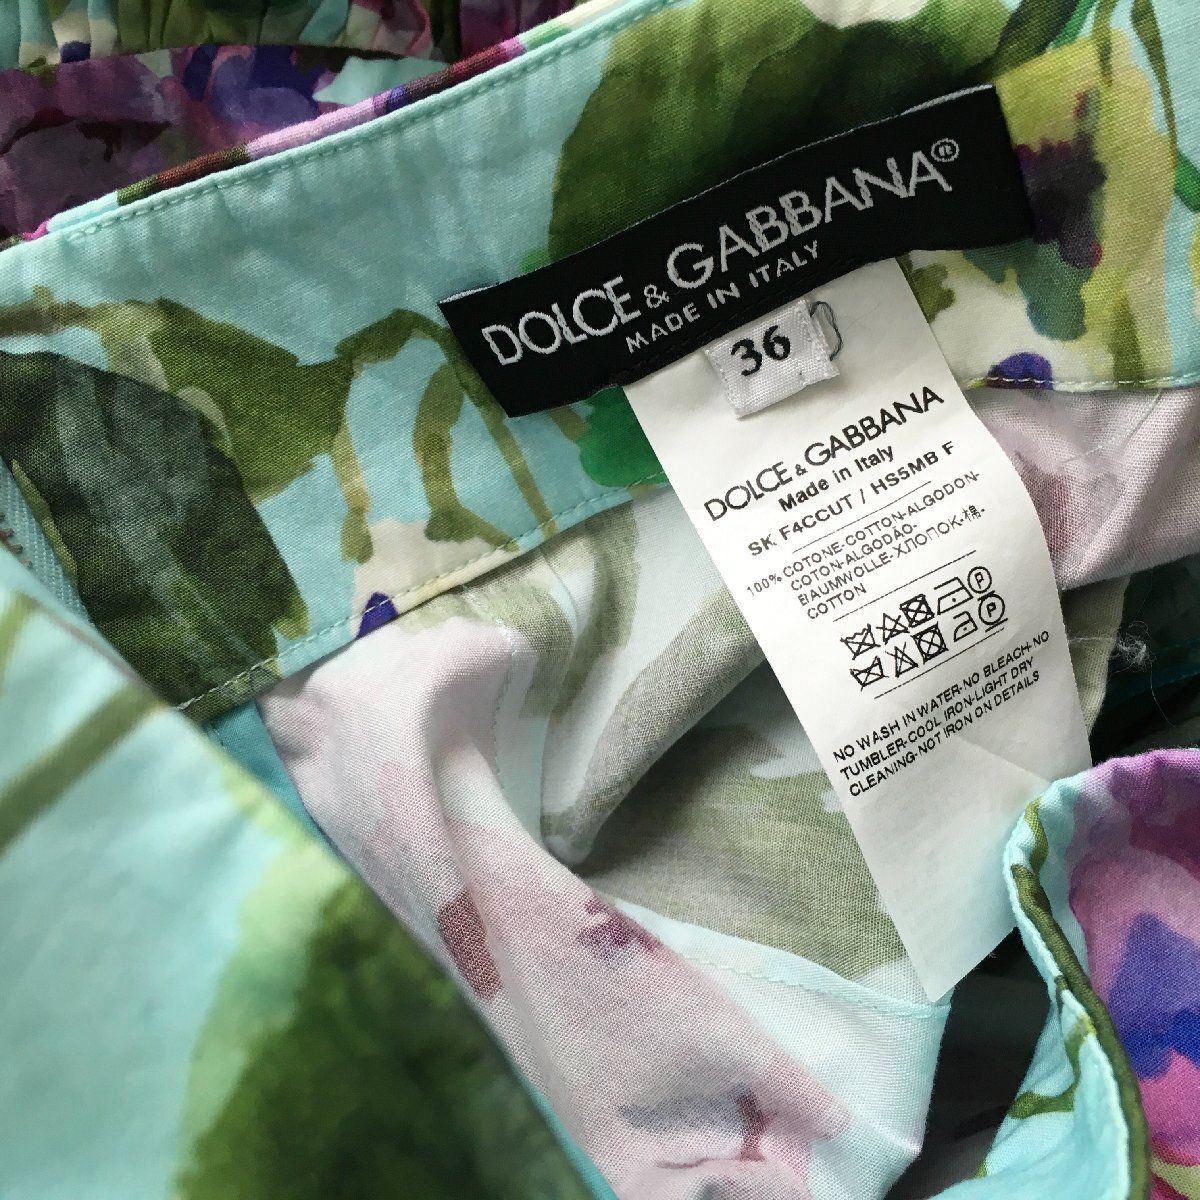 DOLCE & GABBANA®
MADE IN ITALY
36
DOLCE & GABBANA
Made in Italy
SK F4CCUT / HS5MB F
100% COTONE-COTTON-ALGODON-
COTON-ALGODÃO-
BAUMWOLLE-ХЛОПОК-棉-
COTTON
P
P
NO WASH IN WATER-NO BLEACH-NO
TUMBLER-COOL IRON-LIGHT DRY
CLEANING-NOT IRON ON DETAILS